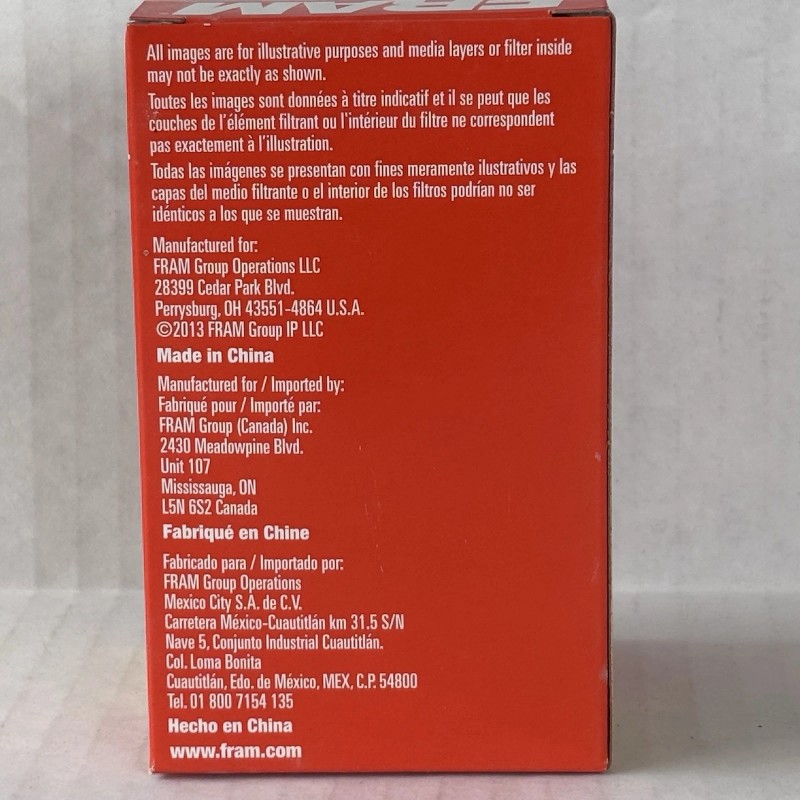 FRAM
All images are for illustrative purposes and media layers or filter inside
may not be exactly as shown.
Toutes les images sont données à titre indicatif et il se peut que les
couches de l'élément filtrant ou l'intérieur du filtre ne correspondent
pas exactement à l'illustration.
Todas las imágenes se presentan con fines meramente ilustrativos y las
capas del medio filtrante o el interior de los filtros podrían no ser
idénticos a los que se muestran.
Manufactured for:
FRAM Group Operations LLC
28399 Cedar Park Blvd.
Perrysburg, OH 43551-4864 U.S.A.
©2013 FRAM Group IP LLC
Made in China
Manufactured for / Imported by:
Fabriqué pour / Importé par:
FRAM Group (Canada) Inc.
2430 Meadowpine Blvd.
Unit 107
Mississauga, ON
L5N 6S2 Canada
Fabriqué en Chine
Fabricado para / Importado por:
FRAM Group Operations
Mexico City S.A. de C.V.
Carretera México-Cuautitlán km 31.5 S/N
Nave 5, Conjunto Industrial Cuautitlán.
Col. Loma Bonita
Cuautitlán, Edo. de México, MEX, C.P. 54800
Tel. 01 800 7154 135
Hecho en China
www.fram.com